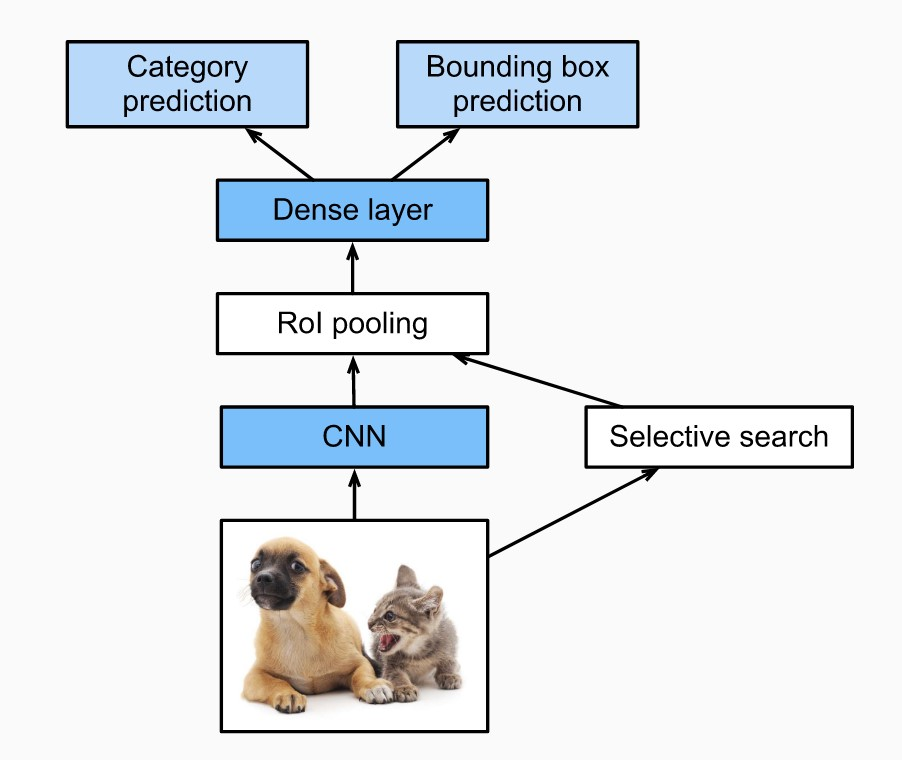 Category
prediction
Bounding box
prediction
Dense layer
RoI pooling
CNN
Selective search